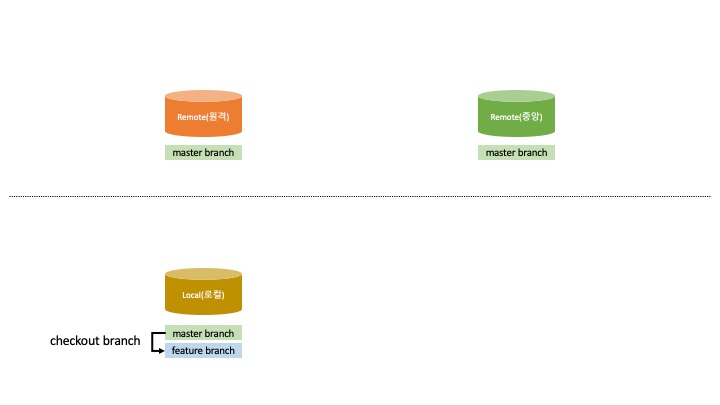 Remote(원격)
Remote(중앙)
master branch
master branch
Local(로컬)
master branch
checkout branch
feature branch